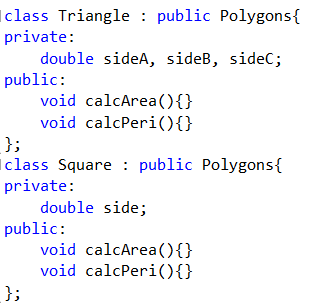 class Triangle : public Polygons{
private:
    double sideA, sideB, sideC;
public:
    void calcArea(){}
    void calcPeri(){}
};
class Square : public Polygons{
private:
    double side;
public:
    void calcArea(){}
    void calcPeri(){}
};